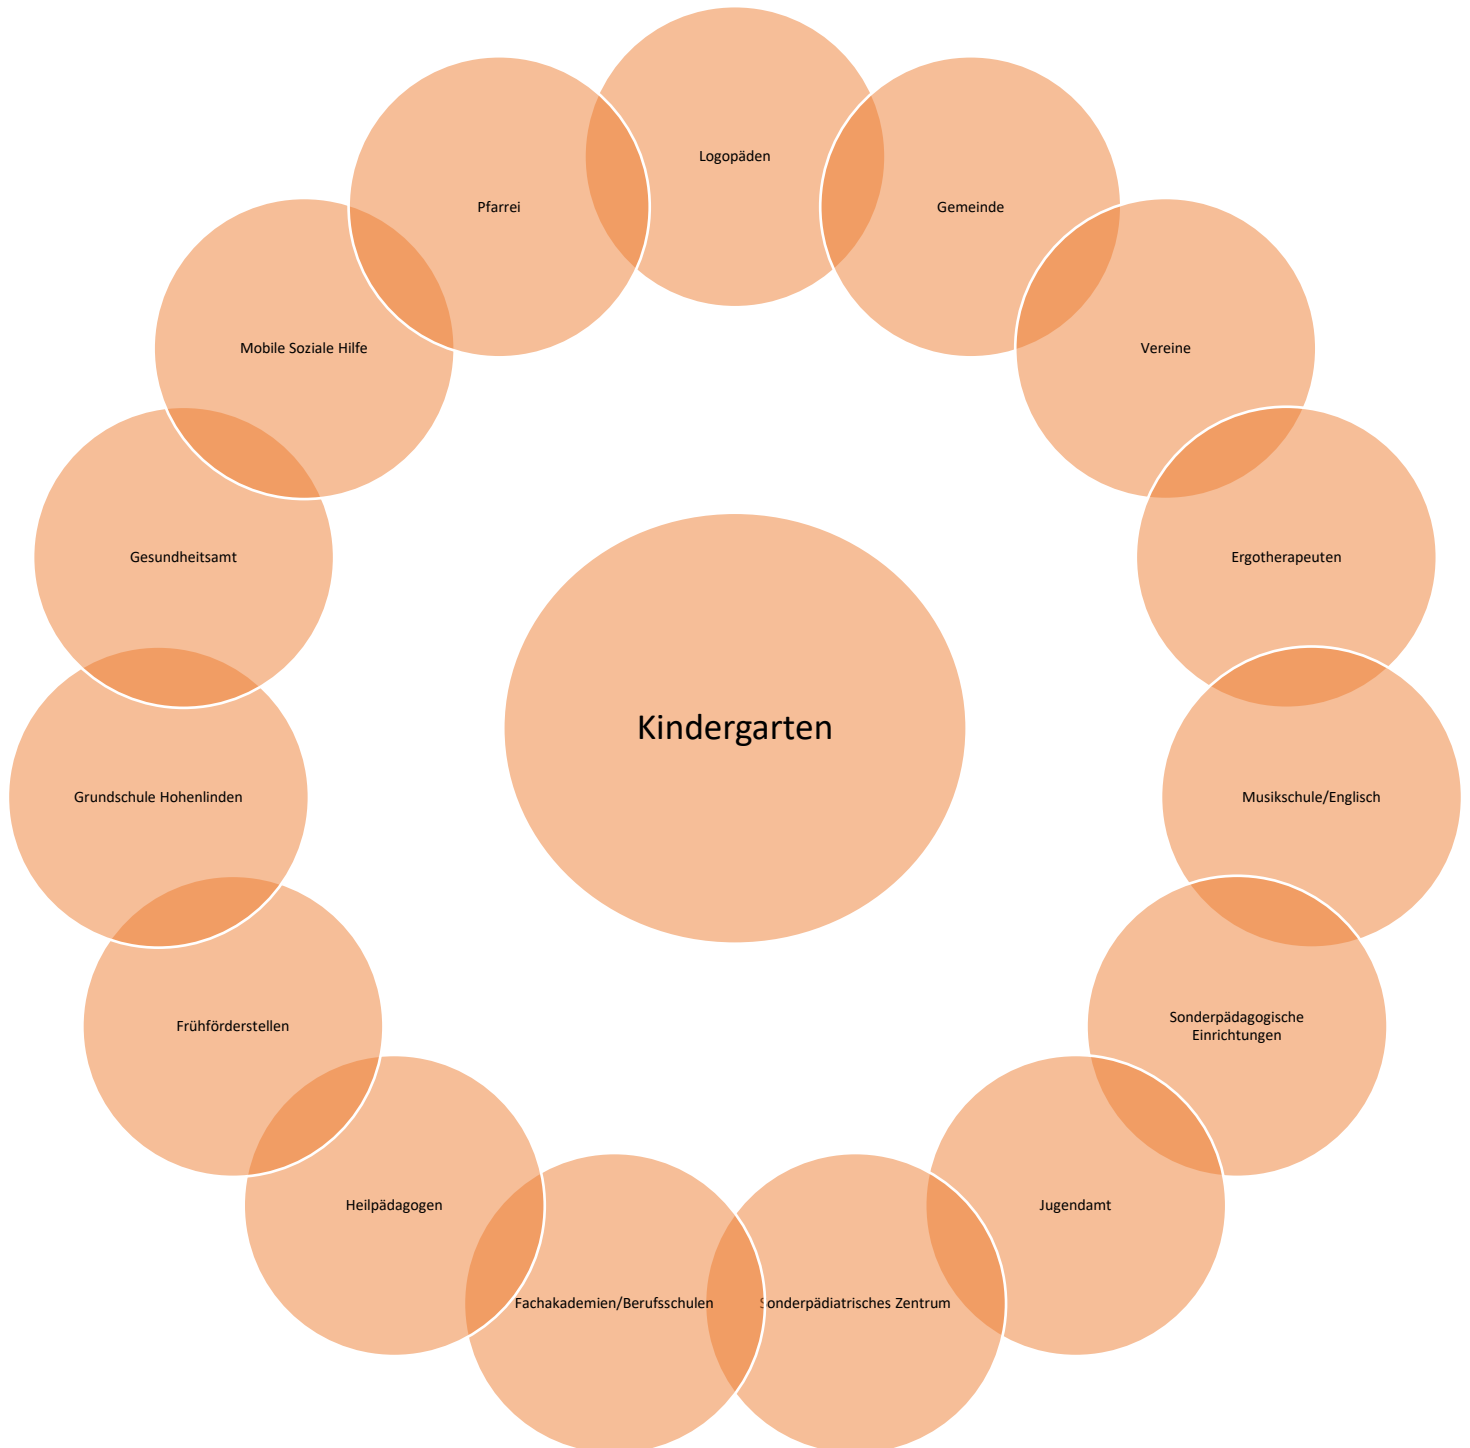 Logopäden
Pfarrei
Gemeinde
Mobile Soziale Hilfe
Vereine
Gesundheitsamt
Ergotherapeuten
Kindergarten
Grundschule Hohenlinden
Musikschule/Englisch
Frühförderstellen
Sonderpädagogische
Einrichtungen
Heilpädagogen
Jugendamt
Fachakademien/Berufsschulen
Sonderpädiatrisches Zentrum